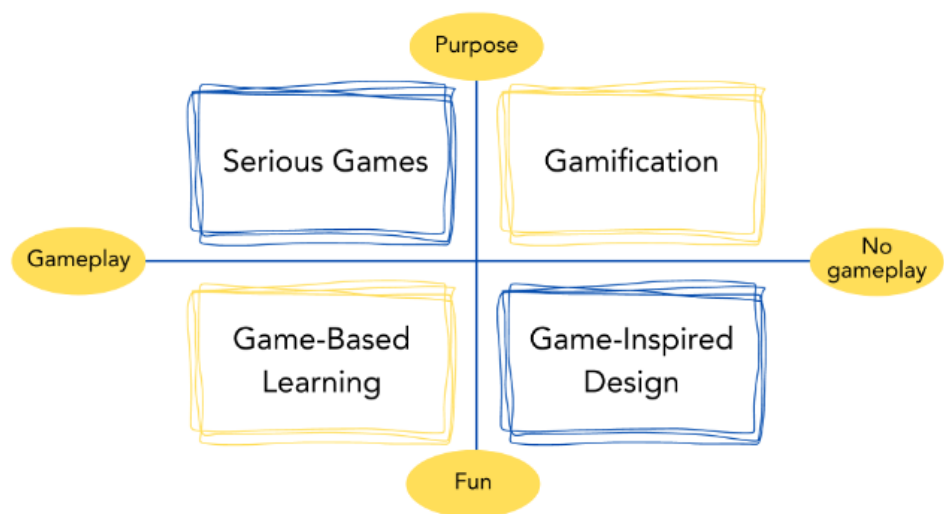 Purpose
Serious Games
Gamification
Gameplay
No
gameplay
Game-Based
Learning
Game-Inspired
Design
Fun